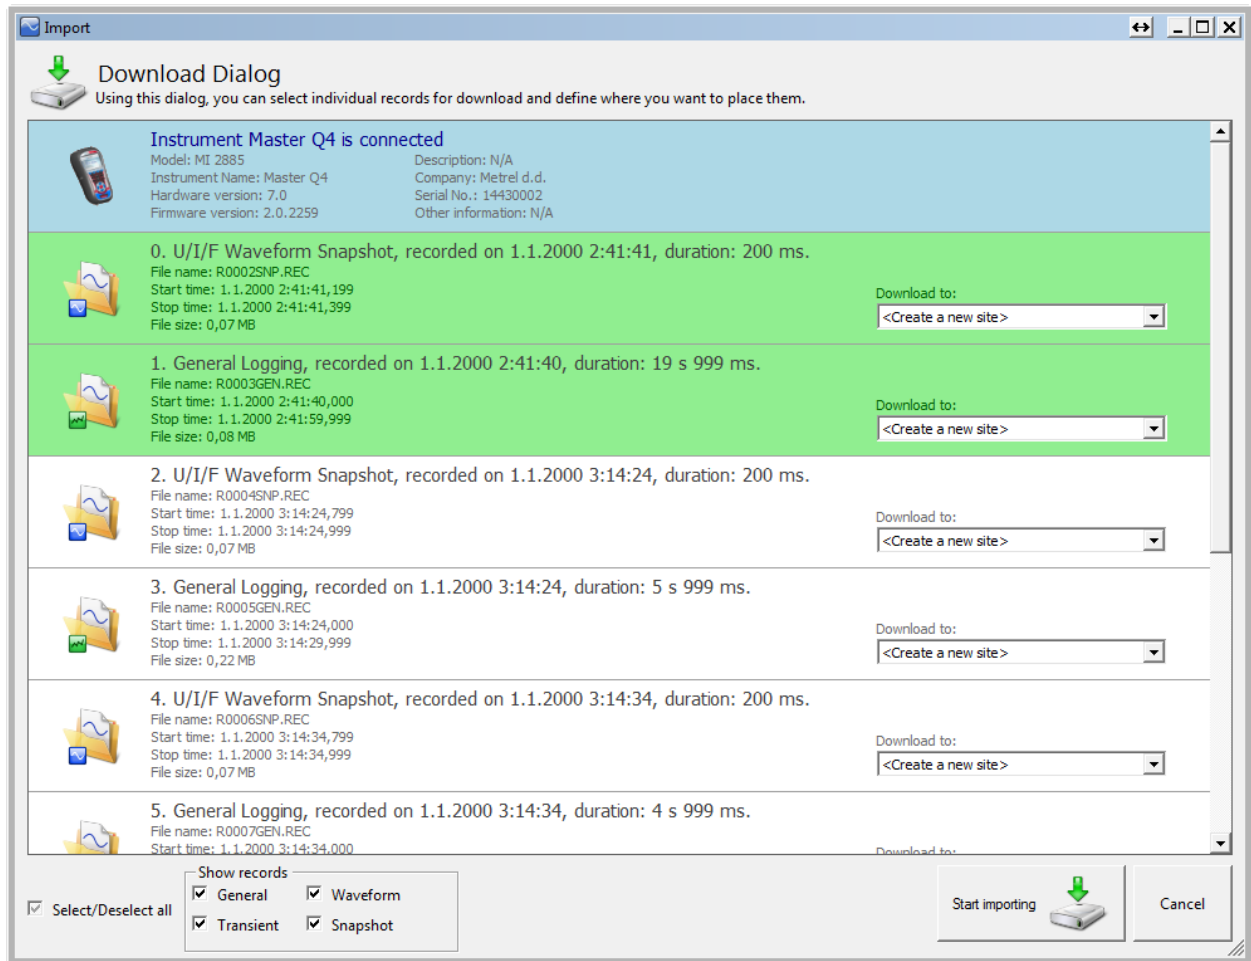 Import
Download Dialog
Using this dialog, you can select individual records for download and define where you want to place them.
Instrument Master Q4 is connected
Model: MI 2885
Description: N/A
Instrument Name: Master Q4
Company: Metrel d.d.
Hardware version: 7.0
Serial No.: 14430002
Firmware version: 2.0.2259
Other information: N/A
0. U/I/F Waveform Snapshot, recorded on 1.1.2000 2:41:41, duration: 200 ms.
File name: R0002SNP.REC
Start time: 1.1.2000 2:41:41,199
Stop time: 1.1.2000 2:41:41,399
File size: 0,07 MB
Download to:
<Create a new site>
1. General Logging, recorded on 1.1.2000 2:41:40, duration: 19 s 999 ms.
File name: R0003GEN.REC
Start time: 1.1.2000 2:41:40,000
Stop time: 1.1.2000 2:41:59,999
File size: 0,08 MB
Download to:
<Create a new site>
2. U/I/F Waveform Snapshot, recorded on 1.1.2000 3:14:24, duration: 200 ms.
File name: R0004SNP.REC
Start time: 1.1.2000 3:14:24,799
Stop time: 1.1.2000 3:14:24,999
File size: 0,07 MB
Download to:
<Create a new site>
3. General Logging, recorded on 1.1.2000 3:14:24, duration: 5 s 999 ms.
File name: R0005GEN.REC
Start time: 1.1.2000 3:14:24,000
Stop time: 1.1.2000 3:14:29,999
File size: 0,22 MB
Download to:
<Create a new site>
4. U/I/F Waveform Snapshot, recorded on 1.1.2000 3:14:34, duration: 200 ms.
File name: R0006SNP.REC
Start time: 1.1.2000 3:14:34,799
Stop time: 1.1.2000 3:14:34,999
File size: 0,07 MB
Download to:
<Create a new site>
5. General Logging, recorded on 1.1.2000 3:14:34, duration: 4 s 999 ms.
File name: R0007GEN.REC
Start time: 1.1.2000 3:14:34,000
Download to:
Show records
General
Waveform
Select/Deselect all
Transient
Snapshot
Start importing
Cancel